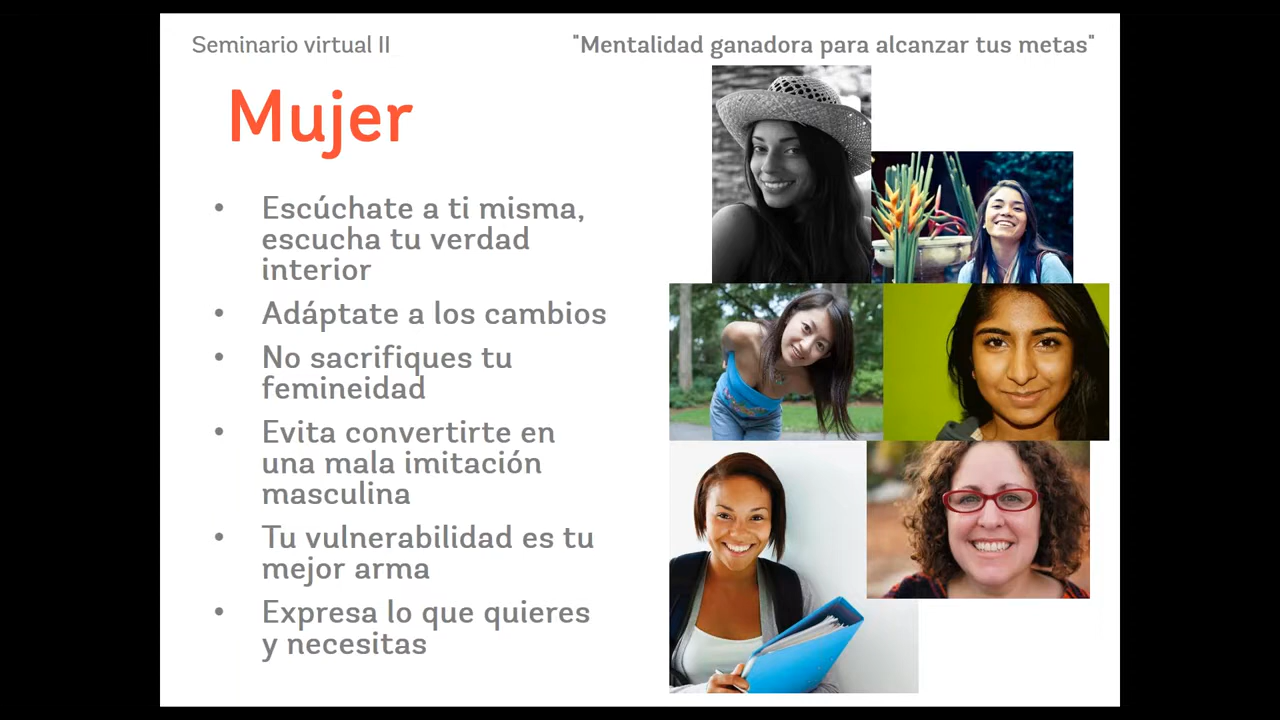 Seminario virtual II
"Mentalidad ganadora para alcanzar tus metas"
Mujer
• Escúchate a ti misma,
escucha tu verdad
interior
• Adáptate a los cambios
• No sacrifiques tu
femineidad
• Evita convertirte en
una mala imitación
masculina
• Tu vulnerabilidad es tu
mejor arma
• Expresa lo que quieres
y necesitas